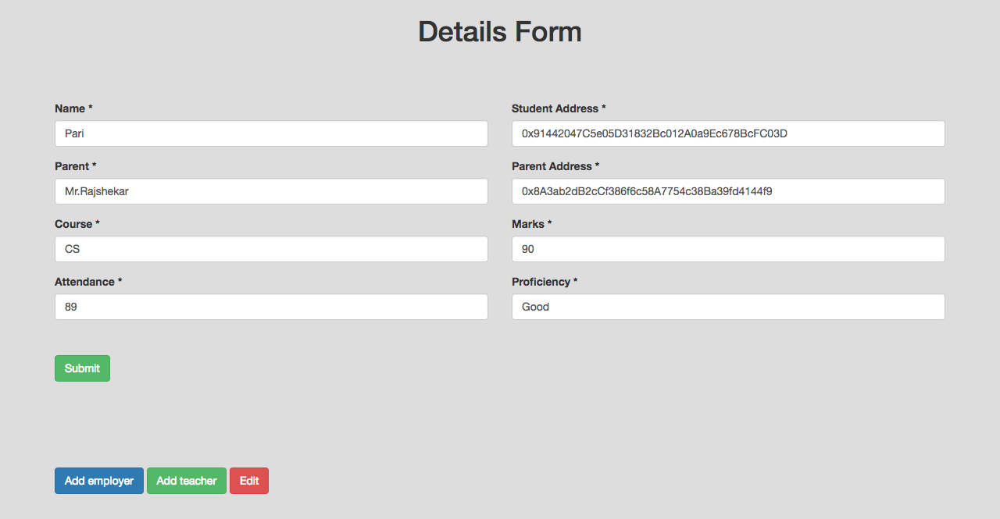 Details Form
Name *
Student Address *
Pari
0x91442047C5e05D31832Bc012A0a9Ec678BcFC03D
Parent *
Parent Address *
Mr.Rajshekar
0x8A3ab2dB2cCf386f6c58A7754c38Ba39fd4144f9
Course *
Marks *
CS
90
Attendance *
Proficiency *
89
Good
Submit
Add employer
Add teacher
Edit